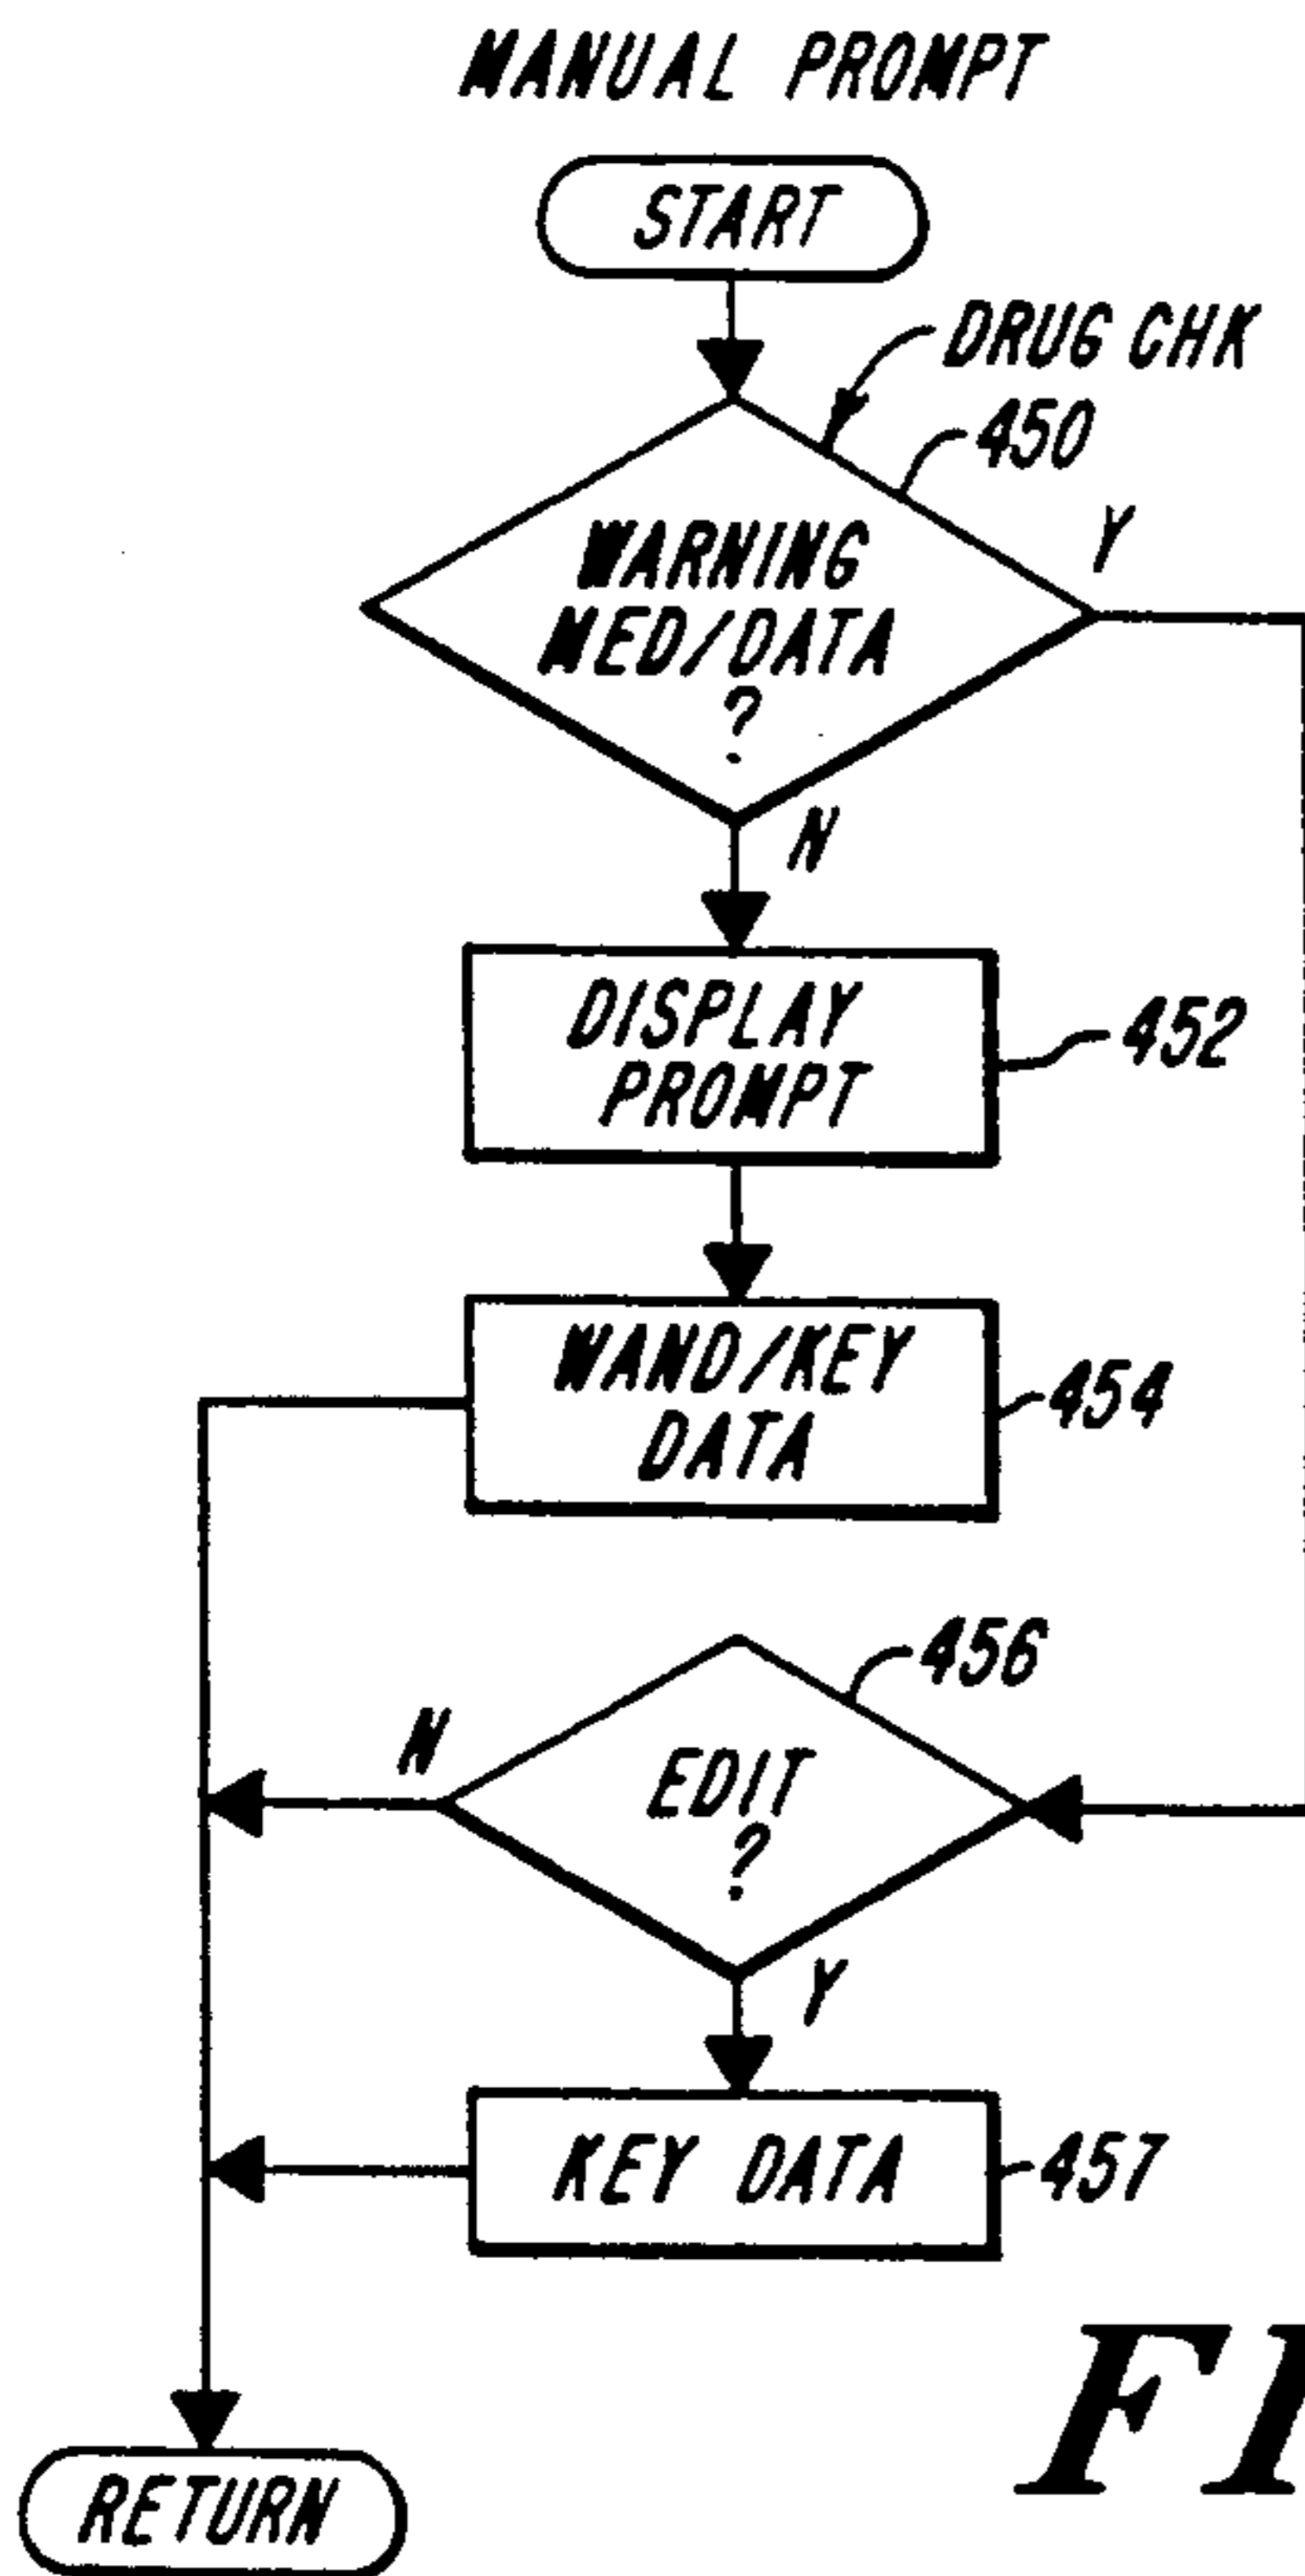 MANUAL PROMPT
START
DRUG CHK
450
WARNING
MED/DATA
?
Y
N
DISPLAY
PROMPT
452
WAND/KEY
DATA
454
456
N
EDIT
?
Y
KEY DATA
457
FI
RETURN